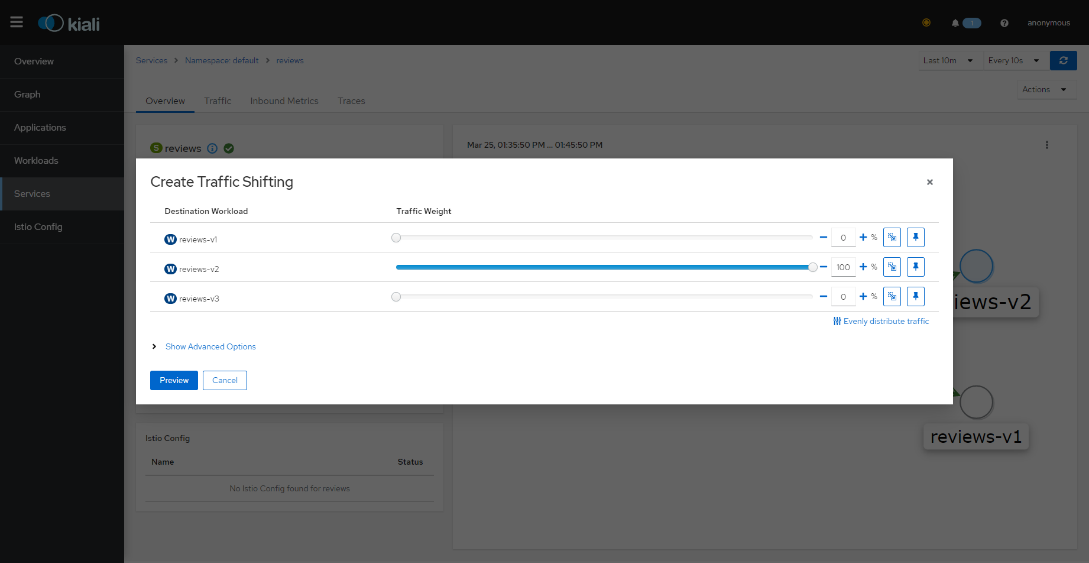 kiali
1
anonymous
Overview
Graph
Applications
Workloads
Services
Istio Config
Services > Namespace: default > reviews
Last 10m
Every 10s
Actions
Overview Traffic Inbound Metrics Traces
S reviews
Mar 25, 01:35:50 PM ... 01:45:50 PM
Create Traffic Shifting
Destination Workload Traffic Weight
W reviews-v1 0 %
W reviews-v2 100 %
W reviews-v3 0 %
Evenly distribute traffic
Show Advanced Options
Preview Cancel
iews-v2
reviews-v1
Istio Config
Name Status
No Istio Config found for reviews